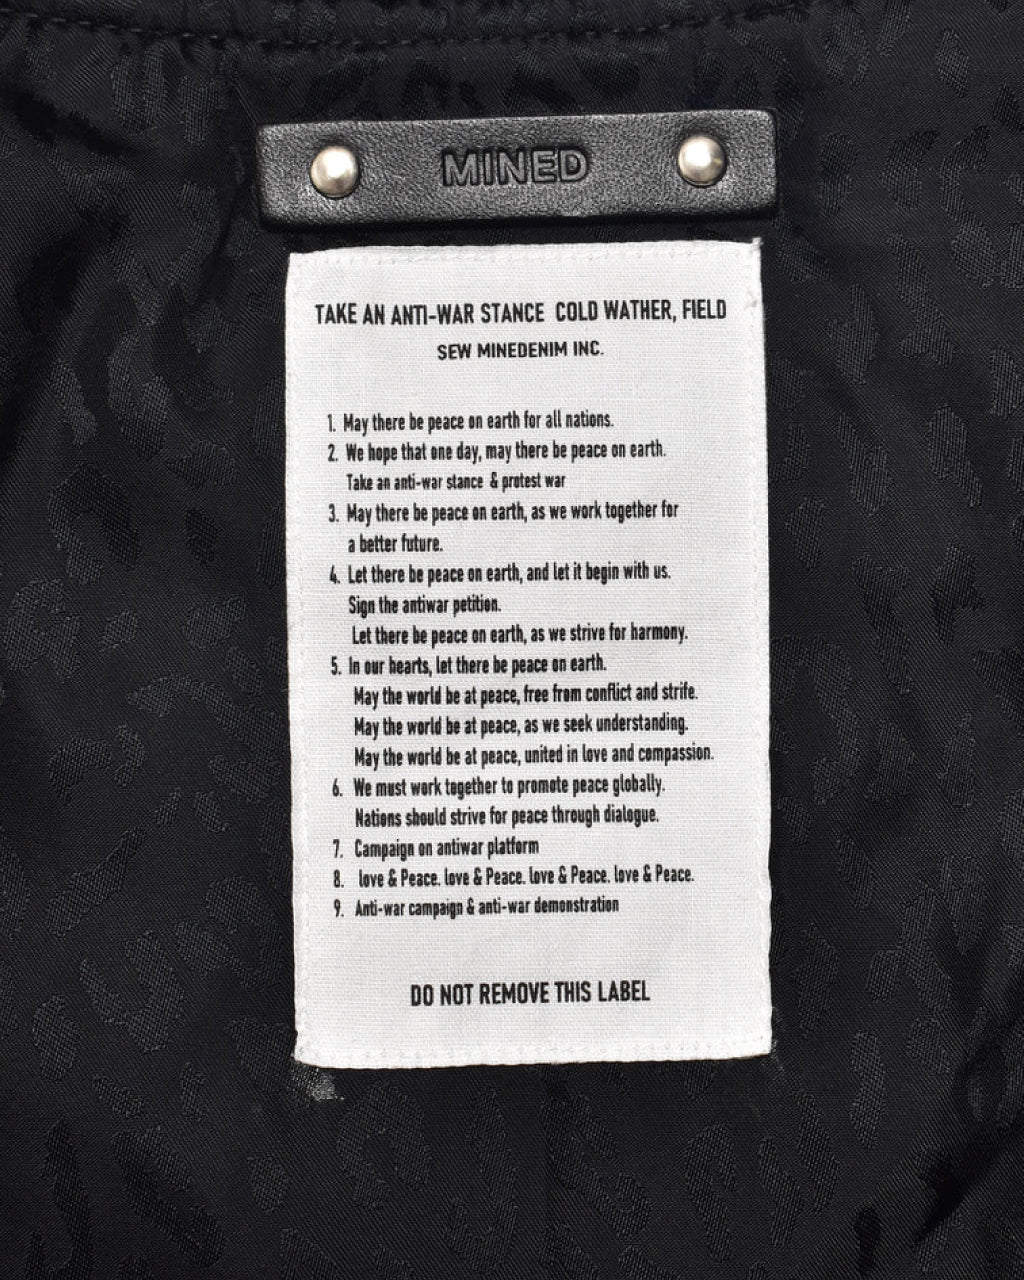 MINED
TAKE AN ANTI-WAR STANCE COLD WATHER, FIELD
SEW MINEDENIM INC.
1. May there be peace on earth for all nations.
2. We hope that one day, may there be peace on earth.
Take an anti-war stance & protest war
3. May there be peace on earth, as we work together for
a better future.
4. Let there be peace on earth, and let it begin with us.
Sign the antiwar petition.
Let there be peace on earth, as we strive for harmony.
5. In our hearts, let there be peace on earth.
May the world be at peace, free from conflict and strife.
May the world be at peace, as we seek understanding.
May the world be at peace, united in love and compassion.
6. We must work together to promote peace globally.
Nations should strive for peace through dialogue.
7. Campaign on antiwar platform
8. love & Peace. love & Peace. love & Peace. love & Peace.
9. Anti-war campaign & anti-war demonstration
DO NOT REMOVE THIS LABEL